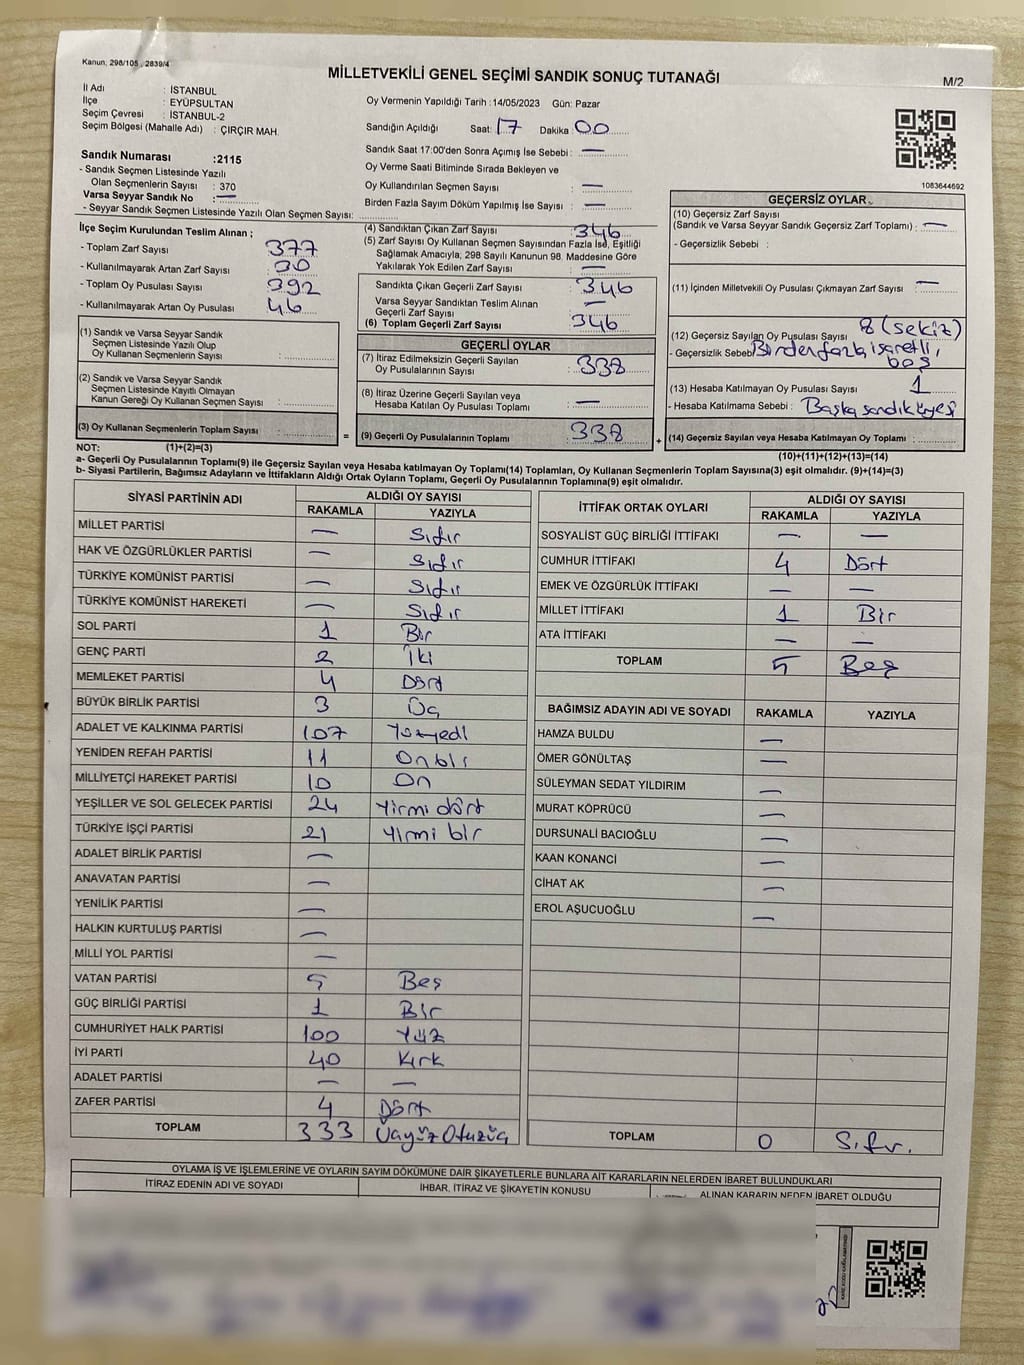 Kanun, 298/105 , 2839/4
MİLLETVEKİLİ GENEL SEÇİMİ SANDIK SONUÇ TUTANAĞI
M/2
İl Adı : İSTANBUL
İlçe : EYÜPSULTAN
Seçim Çevresi : İSTANBUL-2
Seçim Bölgesi (Mahalle Adı) : ÇIRÇIR MAH.
Oy Vermenin Yapıldığı Tarih :14/05/2023 Gün: Pazar
Sandığın Açıldığı Saat: 17 Dakika: 00
Sandık Saat 17:00'den Sonra Açımış İse Sebebi : —
Oy Verme Saati Bitiminde Sırada Bekleyen ve
Oy Kullandırılan Seçmen Sayısı : —
Birden Fazla Sayım Döküm Yapılmış İse Sayısı : —
1083644692
Sandık Numarası :2115
- Sandık Seçmen Listesinde Yazılı
Olan Seçmenlerin Sayısı : 370
Varsa Seyyar Sandık No : —
- Seyyar Sandık Seçmen Listesinde Yazılı Olan Seçmen Sayısı:
İlçe Seçim Kurulundan Teslim Alınan ;
- Toplam Zarf Sayısı : 377
- Kullanılmayarak Artan Zarf Sayısı : 30
- Toplam Oy Pusulası Sayısı : 392
- Kullanılmayarak Artan Oy Pusulası : 46
(1) Sandık ve Varsa Seyyar Sandık
Seçmen Listesinde Yazılı Olup
Oy Kullanan Seçmenlerin Sayısı :
(2) Sandık ve Varsa Seyyar Sandık
Seçmen Listesinde Kayıtlı Olmayan
Kanun Gereği Oy Kullanan Seçmen Sayısı :
(3) Oy Kullanan Seçmenlerin Toplam Sayısı :
(1)+(2)=(3)
(4) Sandıktan Çıkan Zarf Sayısı : 346
(5) Zarf Sayısı Oy Kullanan Seçmen Sayısından Fazla İse, Eşitliği
Sağlamak Amacıyla, 298 Sayılı Kanunun 98. Maddesine Göre
Yakılarak Yok Edilen Zarf Sayısı : —
Sandıkta Çıkan Geçerli Zarf Sayısı : 346
Varsa Seyyar Sandıktan Teslim Alınan
Geçerli Zarf Sayısı : —
(6) Toplam Geçerli Zarf Sayısı : 346
GEÇERLİ OYLAR
(7) İtiraz Edilmeksizin Geçerli Sayılan
Oy Pusulalarının Sayısı : 338
(8) İtiraz Üzerine Geçerli Sayılan veya
Hesaba Katılan Oy Pusulası Toplamı : —
= (9) Geçerli Oy Pusulalarının Toplamı : 338 +
GEÇERSİZ OYLAR
(10) Geçersiz Zarf Sayısı
(Sandık ve Varsa Seyyar Sandık Geçersiz Zarf Toplamı) : —
- Geçersizlik Sebebi :
(11) İçinden Milletvekili Oy Pusulası Çıkmayan Zarf Sayısı : —
(12) Geçersiz Sayılan Oy Pusulası Sayısı : 8 (sekiz)
- Geçersizlik Sebebi : Birden fazla işaretli,
boş
(13) Hesaba Katılmayan Oy Pusulası Sayısı : 1
- Hesaba Katılmama Sebebi : Başka sandık üyesi
(14) Geçersiz Sayılan veya Hesaba Katılmayan Oy Toplamı :
(10)+(11)+(12)+(13)=(14)
NOT:
a- Geçerli Oy Pusulalarının Toplamı(9) ile Geçersiz Sayılan veya Hesaba katılmayan Oy Toplamı(14) Toplamları, Oy Kullanan Seçmenlerin Toplam Sayısına(3) eşit olmalıdır. (9)+(14)=(3)
b- Siyasi Partilerin, Bağımsız Adayların ve İttifakların Aldığı Ortak Oyların Toplamı, Geçerli Oy Pusulalarının Toplamına(9) eşit olmalıdır.
SİYASİ PARTİNİN ADI ALDIĞI OY SAYISI
RAKAMLA YAZIYLA
MİLLET PARTİSİ — Sıfır
HAK VE ÖZGÜRLÜKLER PARTİSİ — Sıfır
TÜRKİYE KOMÜNİST PARTİSİ — Sıfır
TÜRKİYE KOMÜNİST HAREKETİ — Sıfır
SOL PARTİ 1 Bir
GENÇ PARTİ 2 İki
MEMLEKET PARTİSİ 4 Dört
BÜYÜK BİRLİK PARTİSİ 3 Üç
ADALET VE KALKINMA PARTİSİ 107 Yüzyedi
YENİDEN REFAH PARTİSİ 11 Onbir
MİLLİYETÇİ HAREKET PARTİSİ 10 On
YEŞİLLER VE SOL GELECEK PARTİSİ 24 Yirmi dört
TÜRKİYE İŞÇİ PARTİSİ 21 Yirmi bir
ADALET BİRLİK PARTİSİ —
ANAVATAN PARTİSİ —
YENİLİK PARTİSİ —
HALKIN KURTULUŞ PARTİSİ —
MİLLİ YOL PARTİSİ —
VATAN PARTİSİ 5 Beş
GÜÇ BİRLİĞİ PARTİSİ 1 Bir
CUMHURİYET HALK PARTİSİ 100 Yüz
İYİ PARTİ 40 Kırk
ADALET PARTİSİ — —
ZAFER PARTİSİ 4 Dört
TOPLAM 333 Üçyüz Otuzüç
İTTİFAK ORTAK OYLARI ALDIĞI OY SAYISI
RAKAMLA YAZIYLA
SOSYALİST GÜÇ BİRLİĞİ İTTİFAKI — —
CUMHUR İTTİFAKI 4 Dört
EMEK VE ÖZGÜRLÜK İTTİFAKI — —
MİLLET İTTİFAKI 1 Bir
ATA İTTİFAKI — —
TOPLAM 5 Beş
BAĞIMSIZ ADAYIN ADI VE SOYADI RAKAMLA YAZIYLA
HAMZA BULDU —
ÖMER GÖNÜLTAŞ —
SÜLEYMAN SEDAT YILDIRIM —
MURAT KÖPRÜCÜ —
DURSUNALİ BACIOĞLU —
KAAN KONANCİ —
CİHAT AK —
EROL AŞUCUOĞLU —
TOPLAM 0 Sıfır.
OYLAMA İŞ VE İŞLEMLERİNE VE OYLARIN SAYIM DÖKÜMÜNE DAİR ŞİKAYETLERLE BUNLARA AİT KARARLARIN NELERDEN İBARET BULUNDUKLARI
İTİRAZ EDENİN ADI VE SOYADI İHBAR, İTİRAZ VE ŞİKAYETİN KONUSU ALINAN KARARIN NEDEN İBARET OLDUĞU